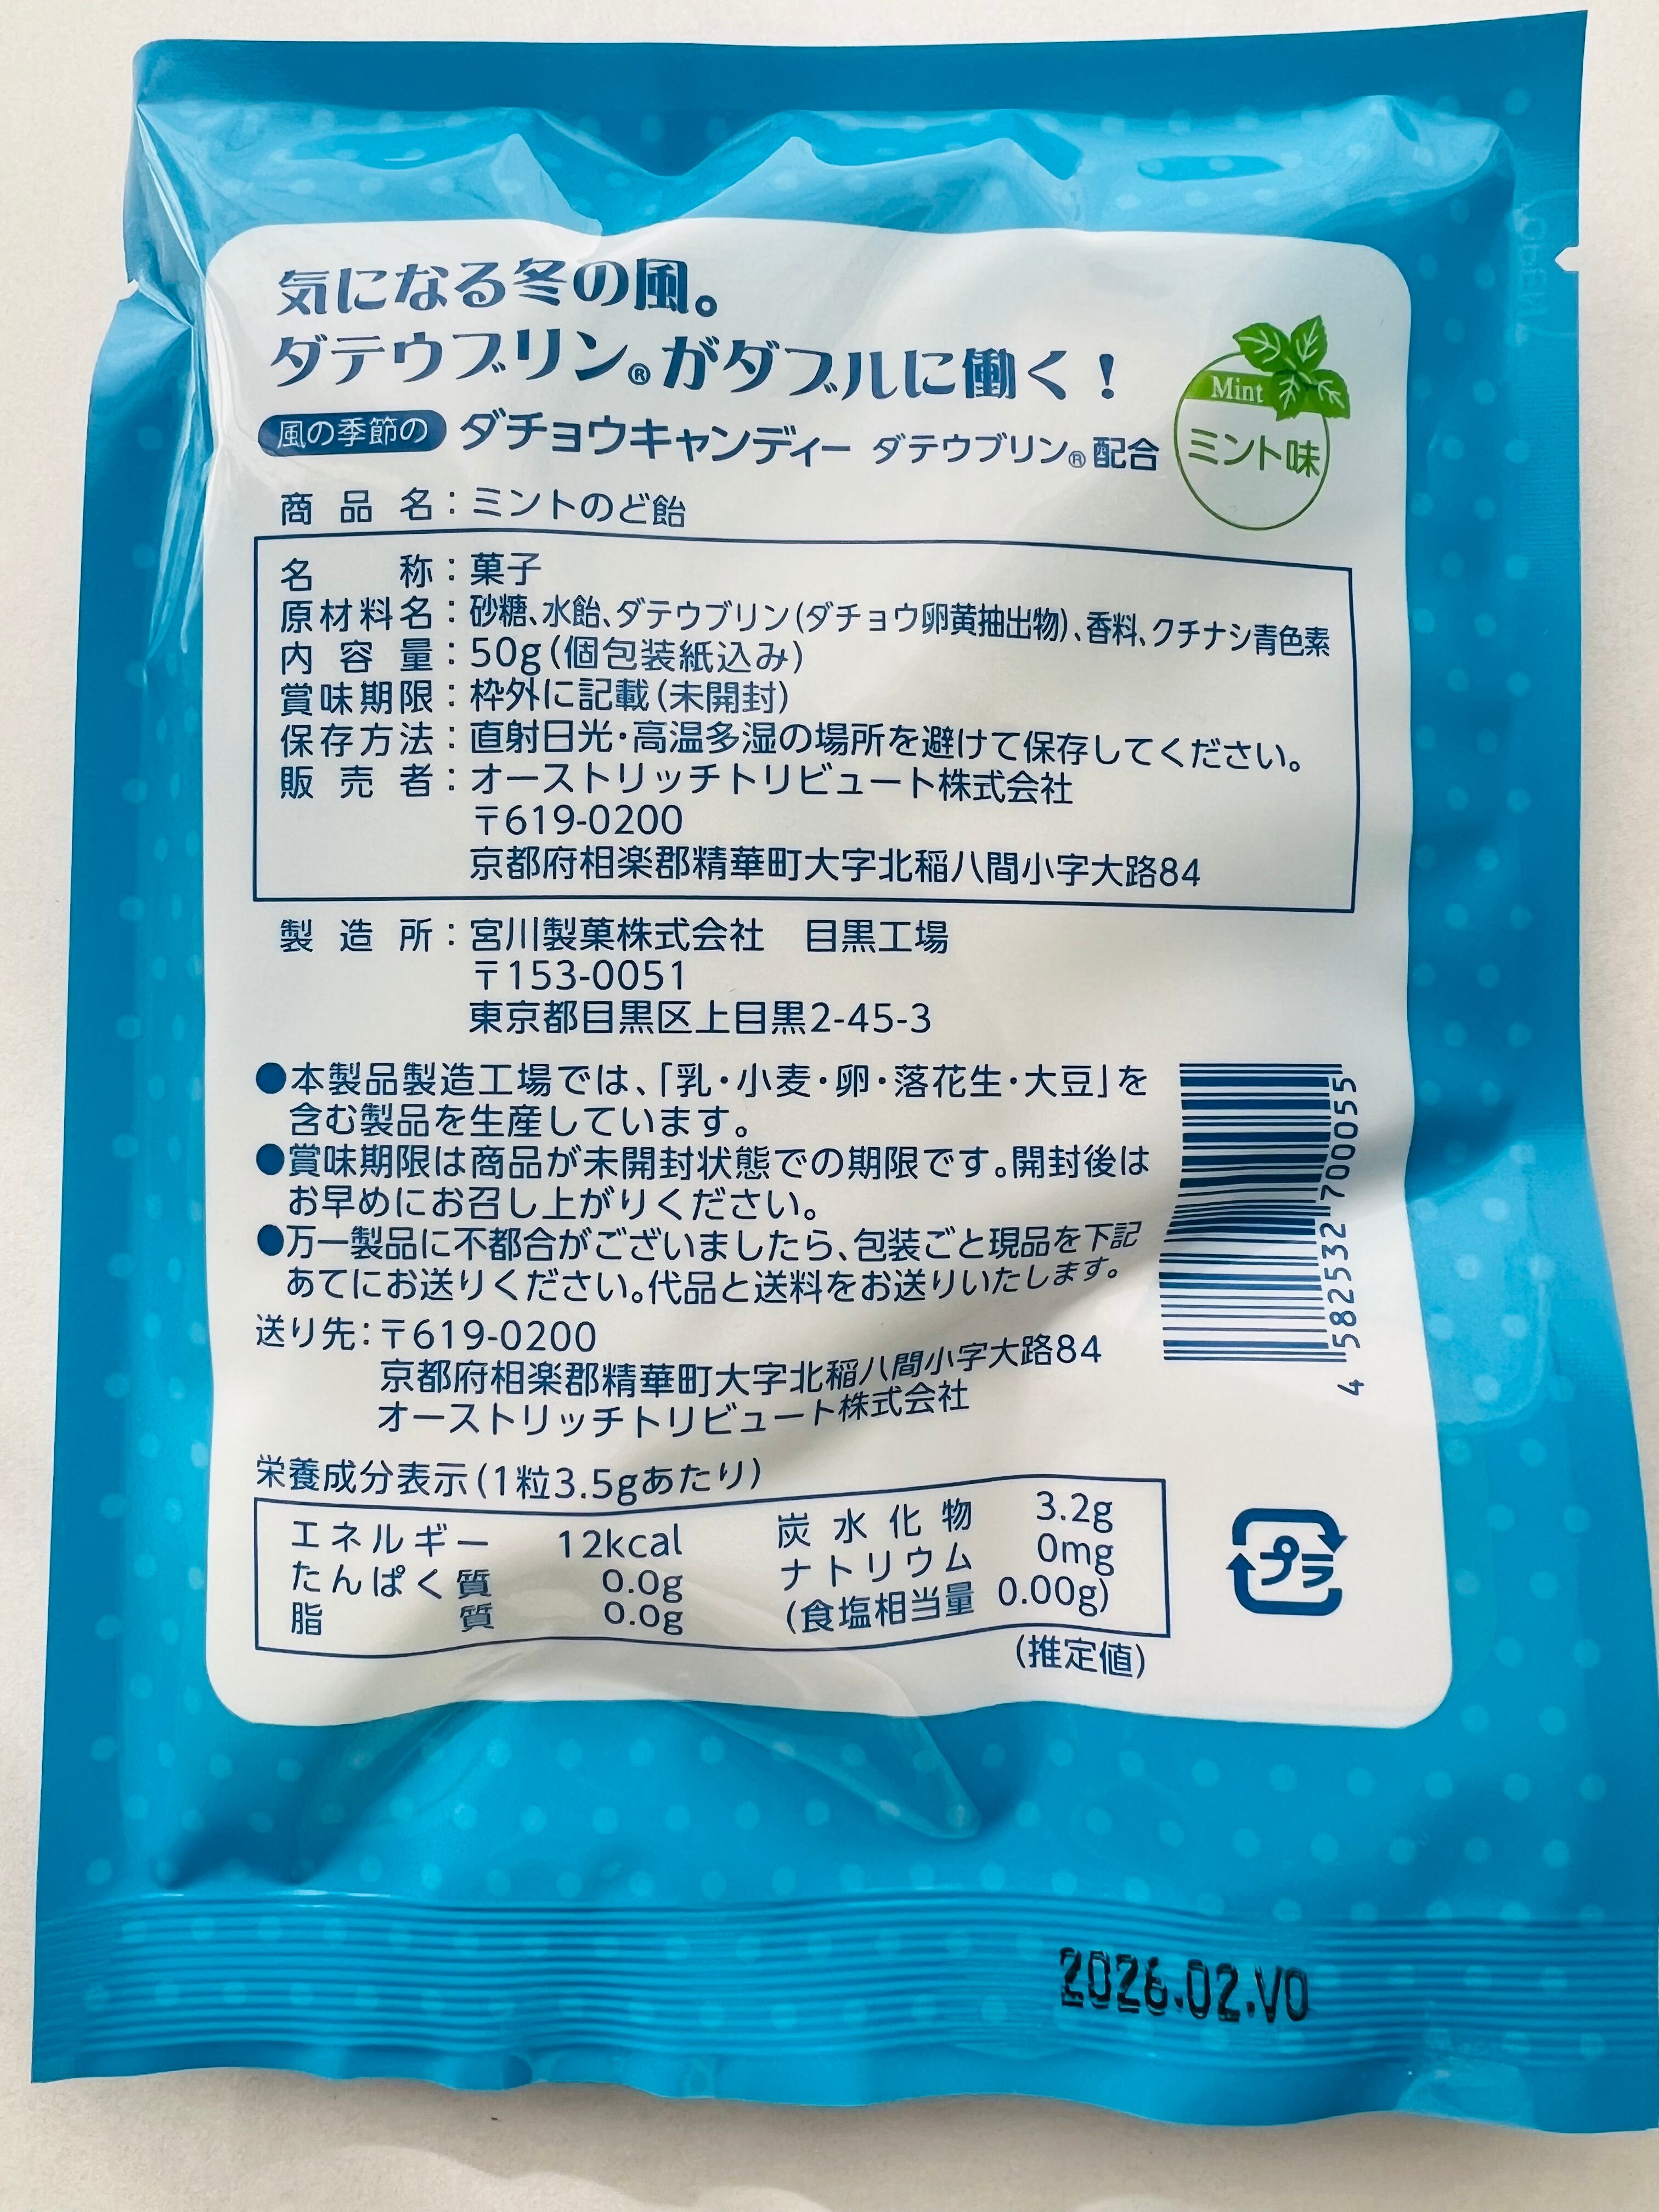 気になる冬の風。
ダテウブリン®がダブルに働く!
風の季節の ダチョウキャンディー ダテウブリン®配合
Mint
ミント味
商品名:ミントのど飴
名称:菓子
原材料名:砂糖、水飴、ダテウブリン(ダチョウ卵黄抽出物)、香料、クチナシ青色素
内容量:50g(個包装紙込み)
賞味期限:枠外に記載(未開封)
保存方法:直射日光・高温多湿の場所を避けて保存してください。
販売者:オーストリッチトリビュート株式会社
〒619-0200
京都府相楽郡精華町大字北稲八間小字大路84
製造所:宮川製菓株式会社 目黒工場
〒153-0051
東京都目黒区上目黒2-45-3
●本製品製造工場では、「乳・小麦・卵・落花生・大豆」を
含む製品を生産しています。
●賞味期限は商品が未開封状態での期限です。開封後は
お早めにお召し上がりください。
●万一製品に不都合がございましたら、包装ごと現品を下記
あてにお送りください。代品と送料をお送りいたします。
送り先:〒619-0200
京都府相楽郡精華町大字北稲八間小字大路84
オーストリッチトリビュート株式会社
4 582532 700055
栄養成分表示(1粒3.5gあたり)
エネルギー 12kcal 炭水化物 3.2g
たんぱく質 0.0g ナトリウム 0mg
脂質 0.0g (食塩相当量 0.00g)
(推定値)
プラ
2026.02.VO
OPEN